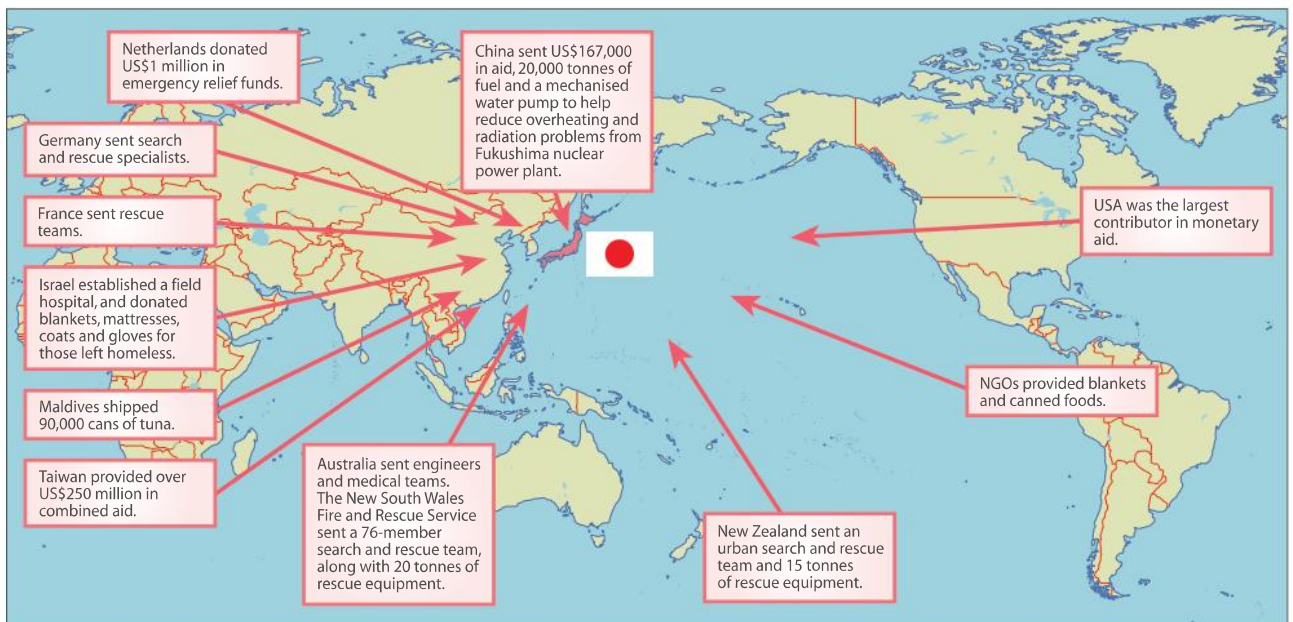 Netherlands donated
US$1 million in
emergency relief funds.
China sent US$167,000
in aid, 20,000 tonnes of
fuel and a mechanised
water pump to help
reduce overheating and
radiation problems from
Fukushima nuclear
power plant.
Germany sent search
and rescue specialists.
France sent rescue
teams.
USA was the largest
contributor in monetary
aid.
Israel established a field
hospital, and donated
blankets, mattresses,
coats and gloves for
those left homeless.
NGOs provided blankets
and canned foods.
Maldives shipped
90,000 cans of tuna.
Taiwan provided over
US$250 million in
combined aid.
Australia sent engineers
and medical teams.
The New South Wales
Fire and Rescue Service
sent a 76-member
search and rescue team,
along with 20 tonnes of
rescue equipment.
New Zealand sent an
urban search and rescue
team and 15 tonnes
of rescue equipment.